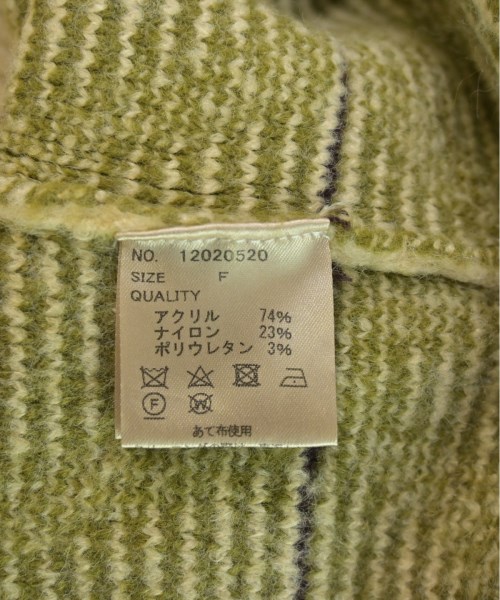 NO. 12020520
SIZE F
QUALITY
アクリル 74%
ナイロン 23%
ポリウレタン 3%
F W
あて布使用